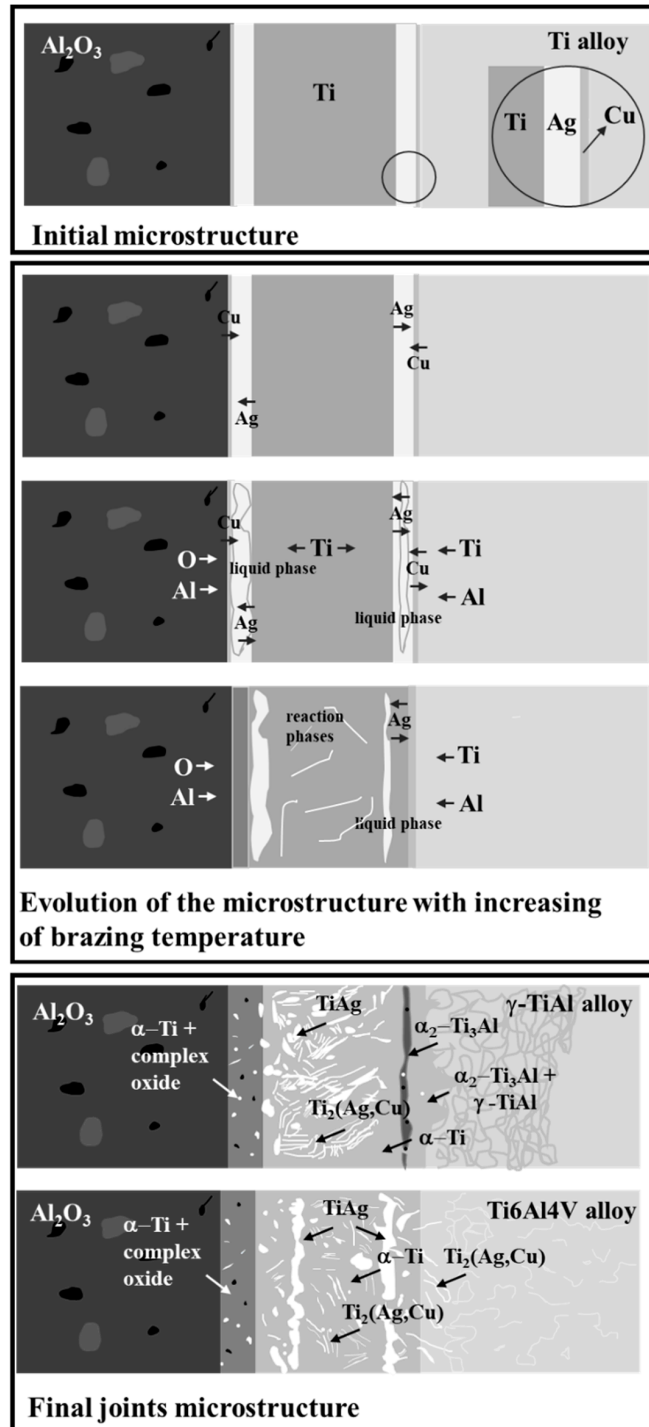 Al₂O₃
Ti alloy
Ti
Ti
Ag
Cu
Initial microstructure
Cu
Ag
Ag
Cu
Cu
Ag
O
Ti
Ti
liquid phase
Cu
Al
Al
Ag
liquid phase
reaction
phases
Ag
O
Ti
Al
Al
liquid phase
Evolution of the microstructure with increasing
of brazing temperature
Al₂O₃
TiAg
γ-TiAl alloy
α–Ti +
complex
oxide
α₂–Ti₃Al
α₂–Ti₃Al +
γ-TiAl
Ti₂(Ag,Cu)
α–Ti
Al₂O₃
TiAg
Ti6Al4V alloy
α–Ti +
complex
oxide
α–Ti
Ti₂(Ag,Cu)
Ti₂(Ag,Cu)
Final joints microstructure